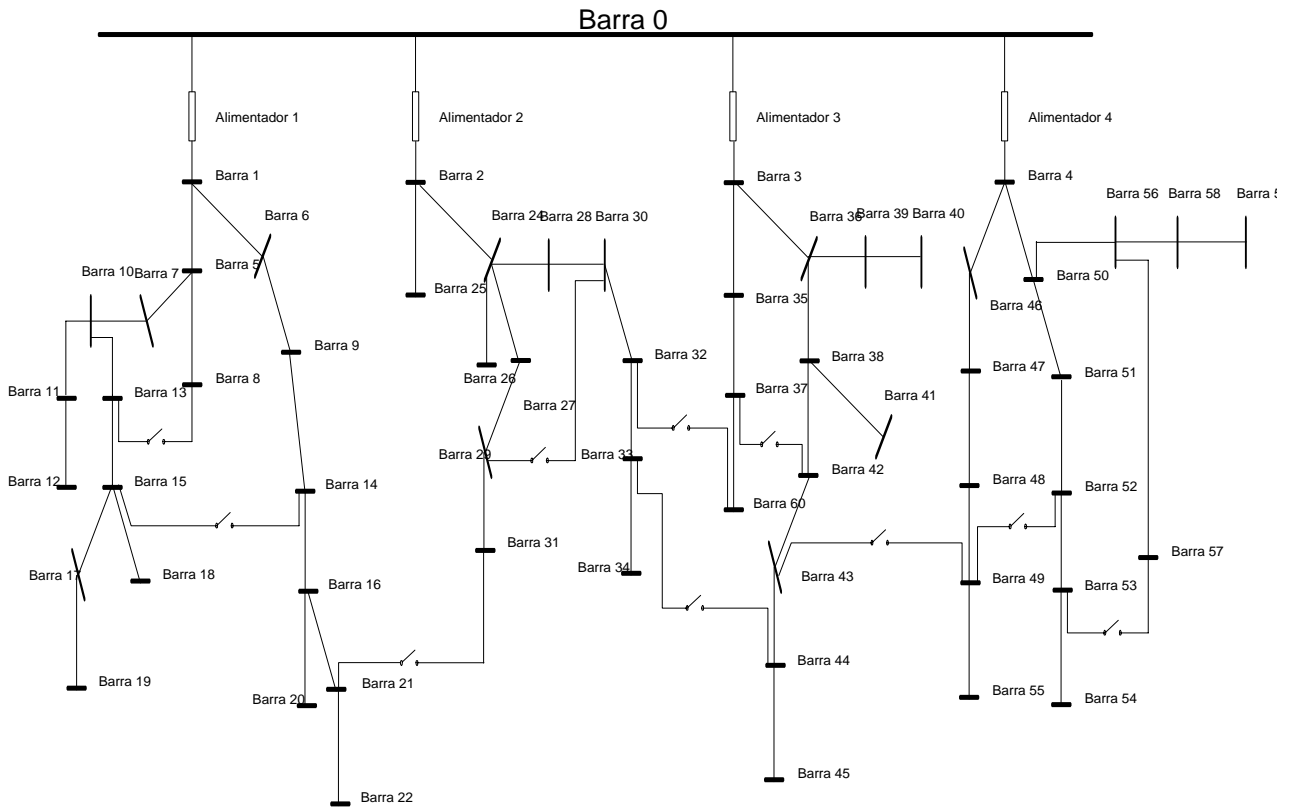 Barra 0
Alimentador 1
Alimentador 2
Alimentador 3
Alimentador 4
Barra 1
Barra 2
Barra 3
Barra 4
Barra 56
Barra 58
Barra
Barra 6
Barra 24
Barra 28
Barra 30
Barra 36
Barra 39
Barra 40
Barra 10
Barra 7
Barra 5
Barra 25
Barra 35
Barra 46
Barra 50
Barra 9
Barra 32
Barra 38
Barra 8
Barra 26
Barra 47
Barra 51
Barra 11
Barra 13
Barra 27
Barra 37
Barra 41
Barra 29
Barra 33
Barra 42
Barra 12
Barra 15
Barra 14
Barra 60
Barra 48
Barra 52
Barra 31
Barra 57
Barra 17
Barra 18
Barra 16
Barra 34
Barra 43
Barra 49
Barra 53
Barra 19
Barra 20
Barra 21
Barra 44
Barra 55
Barra 54
Barra 22
Barra 45